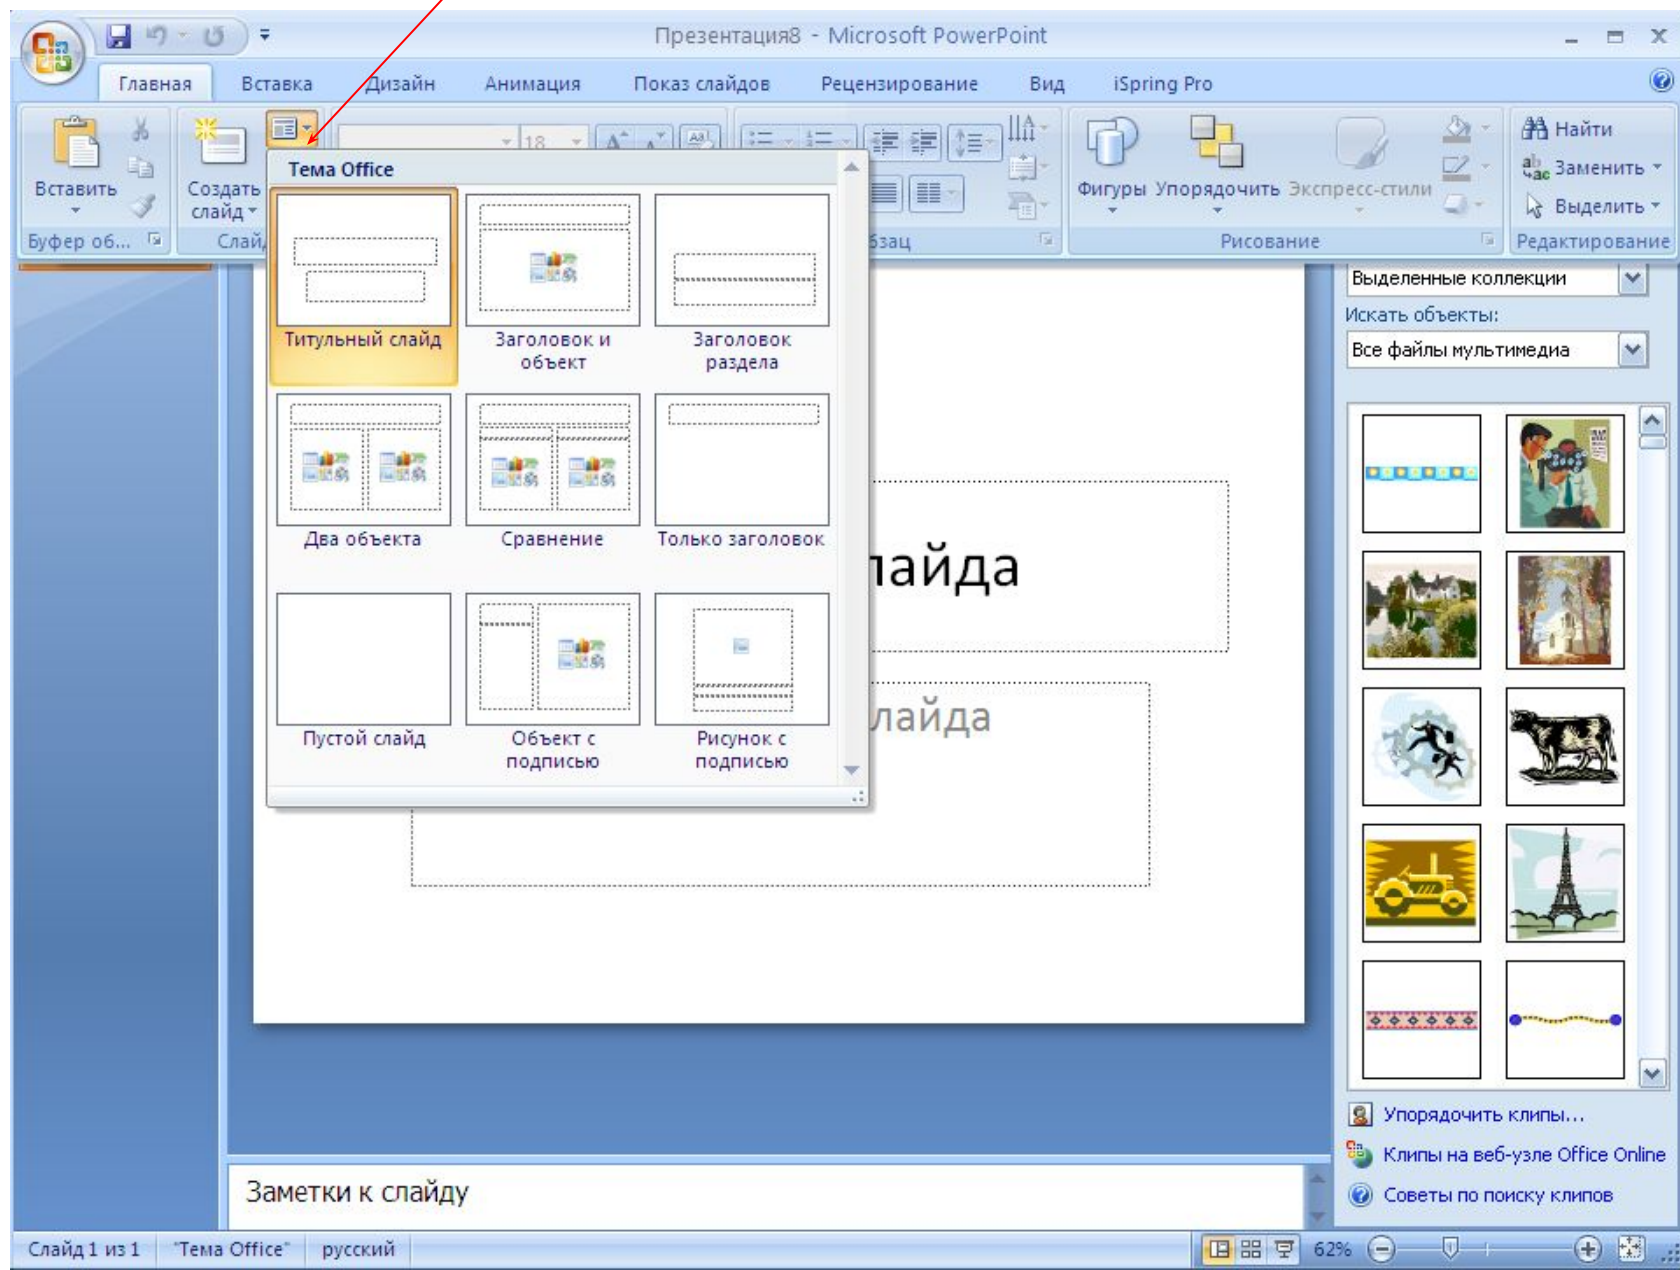 Презентация8 - Microsoft PowerPoint
Главная Вставка Дизайн Анимация Показ слайдов Рецензирование Вид iSpring Pro
Вставить
Создать
слайд
18
Фигуры Упорядочить Экспресс-стили
Найти
Заменить
Выделить
Буфер об...
Слайд
бзац
Рисование
Редактирование
Тема Office
Титульный слайд
Заголовок и
объект
Заголовок
раздела
Два объекта
Сравнение
Только заголовок
Пустой слайд
Объект с
подписью
Рисунок с
подписью
лайда
лайда
Выделенные коллекции
Искать объекты:
Все файлы мультимедиа
Упорядочить клипы...
Клипы на веб-узле Office Online
Советы по поиску клипов
Заметки к слайду
Слайд 1 из 1 "Тема Office" русский 62%